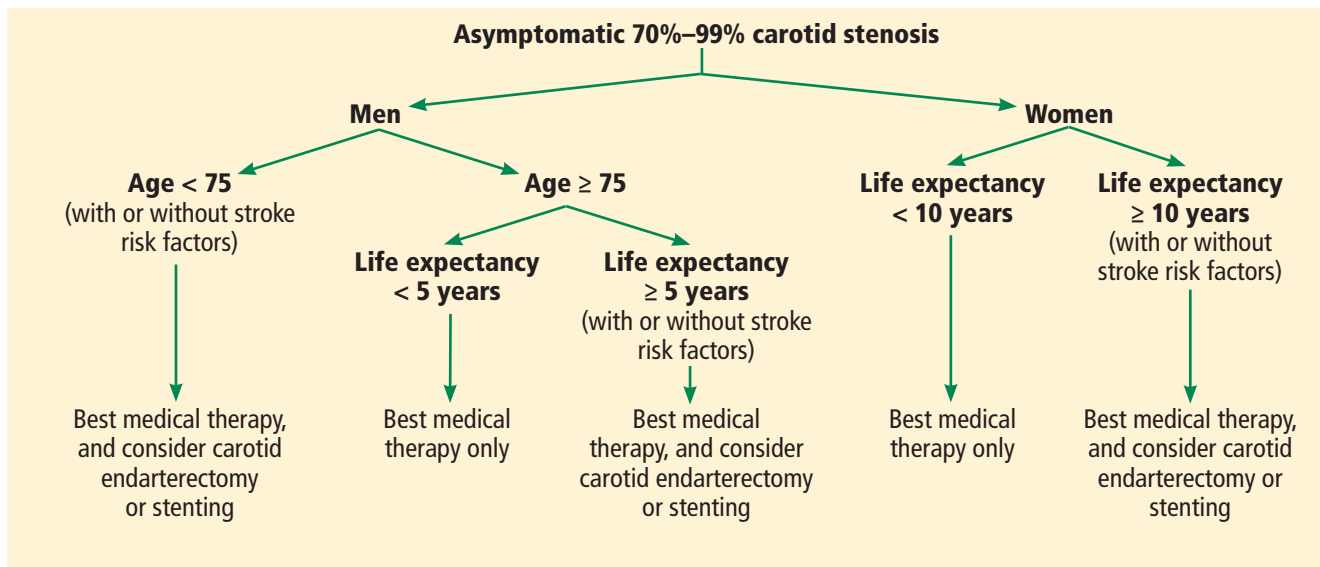 Asymptomatic 70%–99% carotid stenosis
Men
Women
Age < 75
(with or without stroke
risk factors)
Age ≥ 75
Life expectancy
< 10 years
Life expectancy
≥ 10 years
(with or without
stroke risk factors)
Life expectancy
< 5 years
Life expectancy
≥ 5 years
(with or without stroke
risk factors)
Best medical therapy,
and consider carotid
endarterectomy
or stenting
Best medical
therapy only
Best medical
therapy, and consider
carotid endarterectomy
or stenting
Best medical
therapy only
Best medical therapy,
and consider carotid
endarterectomy or
stenting